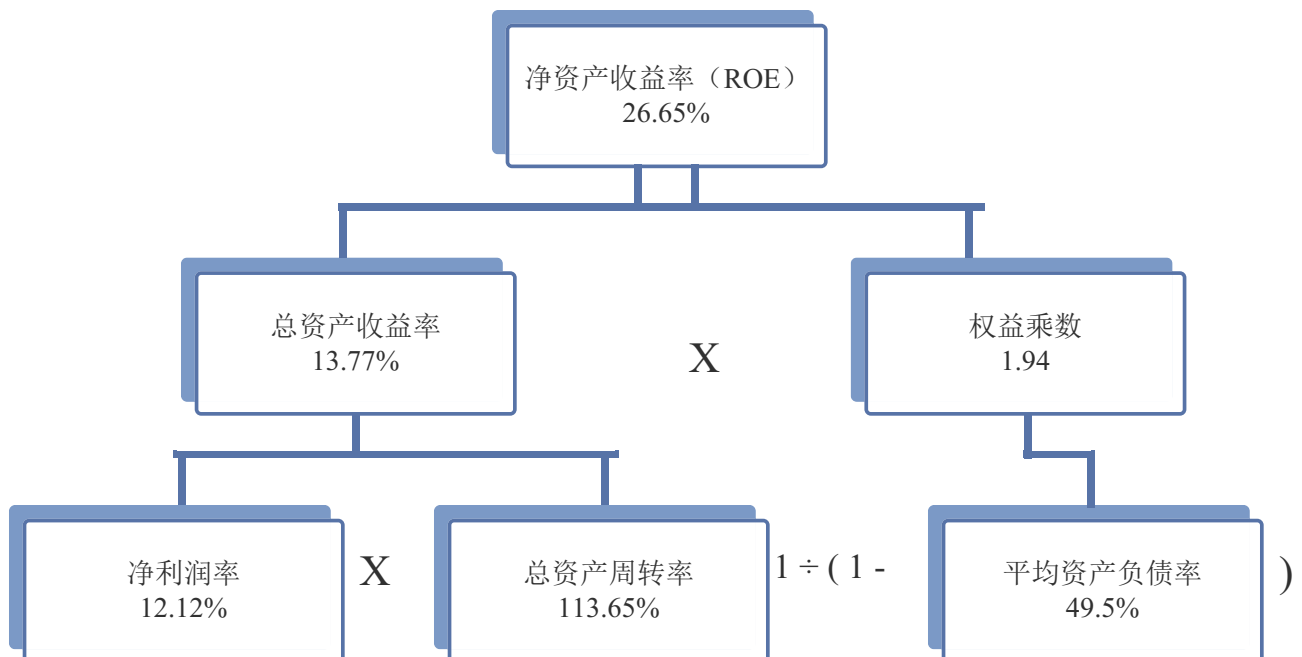 净资产收益率（ROE）
26.65%
总资产收益率
13.77%
X
权益乘数
1.94
净利润率
12.12%
X
总资产周转率
113.65%
1 ÷ ( 1 -
平均资产负债率
49.5%
)